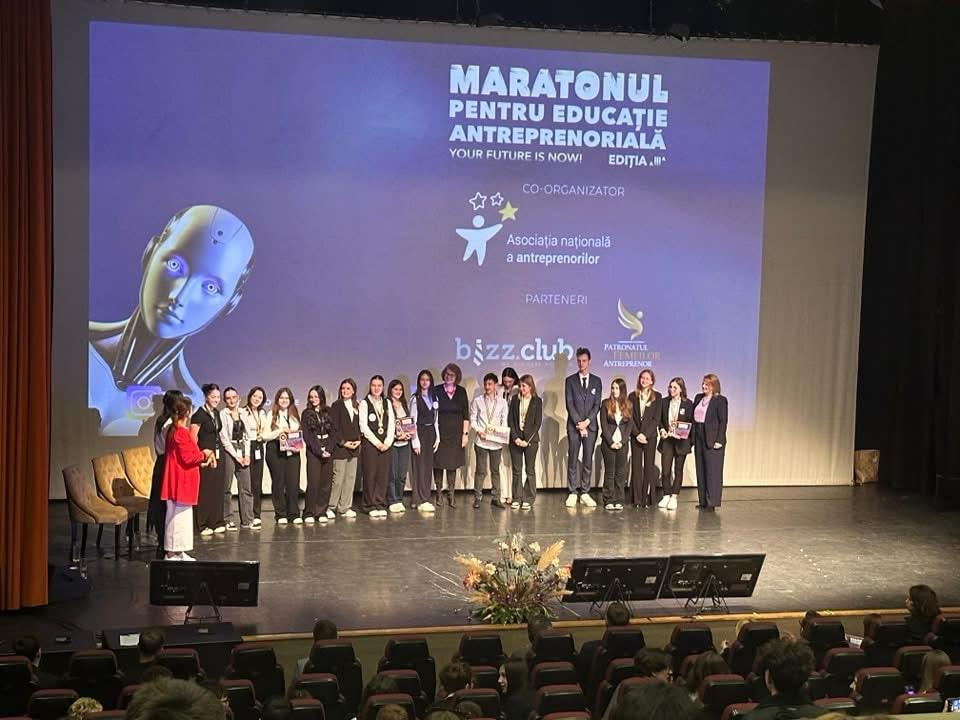 MARATONUL
PENTRU EDUCAȚIE
ANTREPRENORIALĂ
YOUR FUTURE IS NOW! EDIȚIA A III A
CO-ORGANIZATOR
Asociația națională
a antreprenorilor
PARTENERI
bizz.club
PATRONATUL
FEMEILOR
ANTREPRENOR